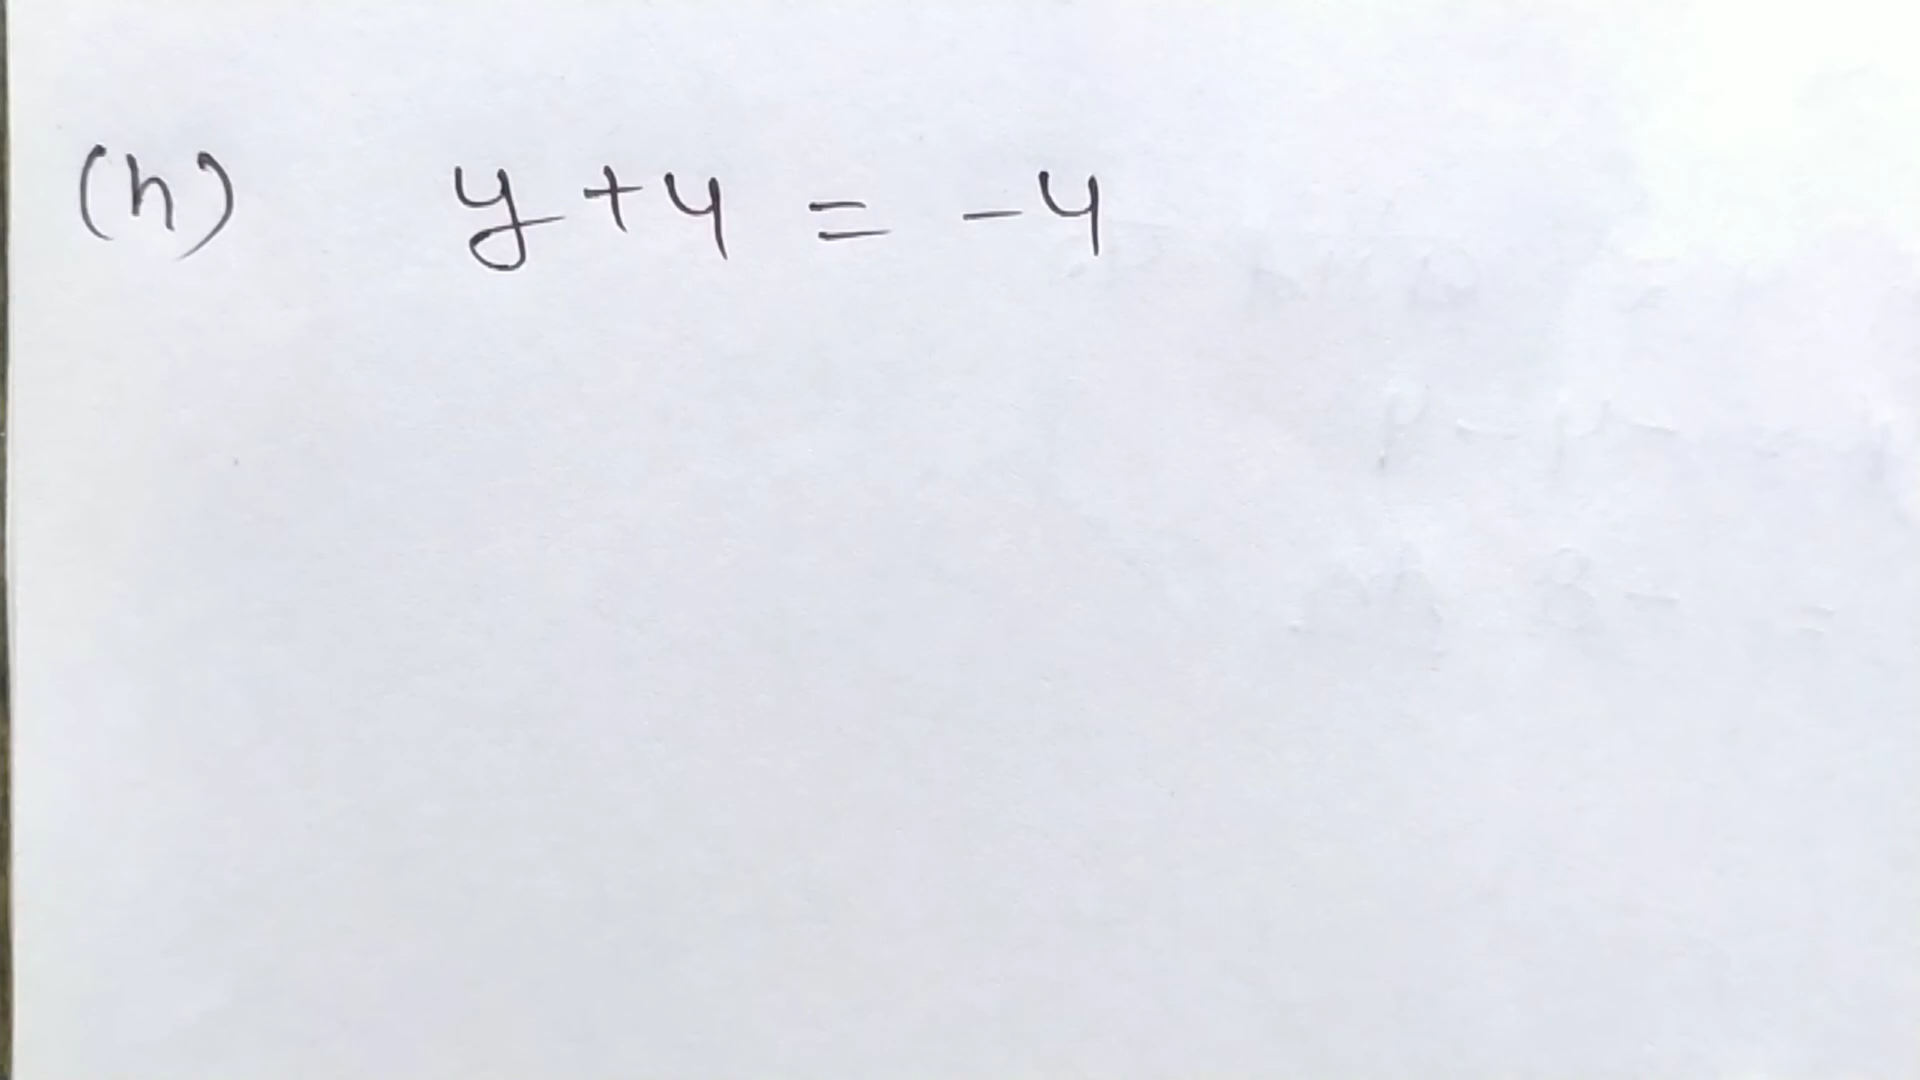 (h) y + 4 = - 4